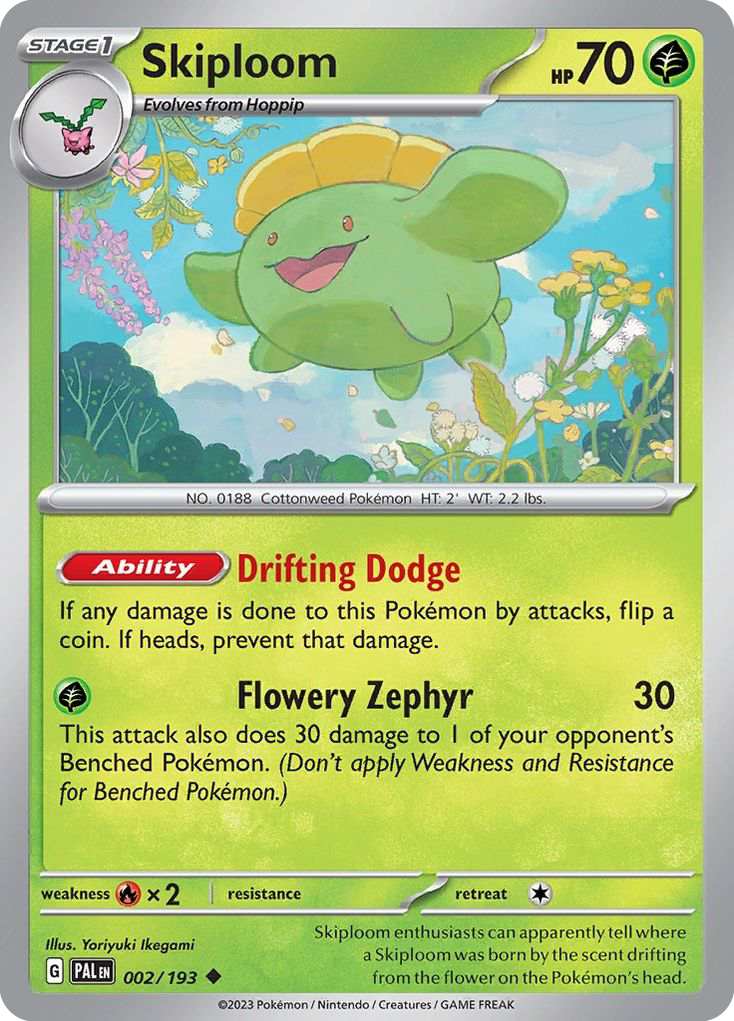 STAGE 1
Skiploom
HP 70
Evolves from Hoppip
NO. 0188 Cottonweed Pokémon HT: 2' WT: 2.2 lbs.
Ability Drifting Dodge
If any damage is done to this Pokémon by attacks, flip a
coin. If heads, prevent that damage.
Flowery Zephyr 30
This attack also does 30 damage to 1 of your opponent's
Benched Pokémon. (Don't apply Weakness and Resistance
for Benched Pokémon.)
weakness ×2 resistance retreat
Illus. Yoriyuki Ikegami
G PAL EN 002/193
Skiploom enthusiasts can apparently tell where
a Skiploom was born by the scent drifting
from the flower on the Pokémon's head.
©2023 Pokémon / Nintendo / Creatures / GAME FREAK